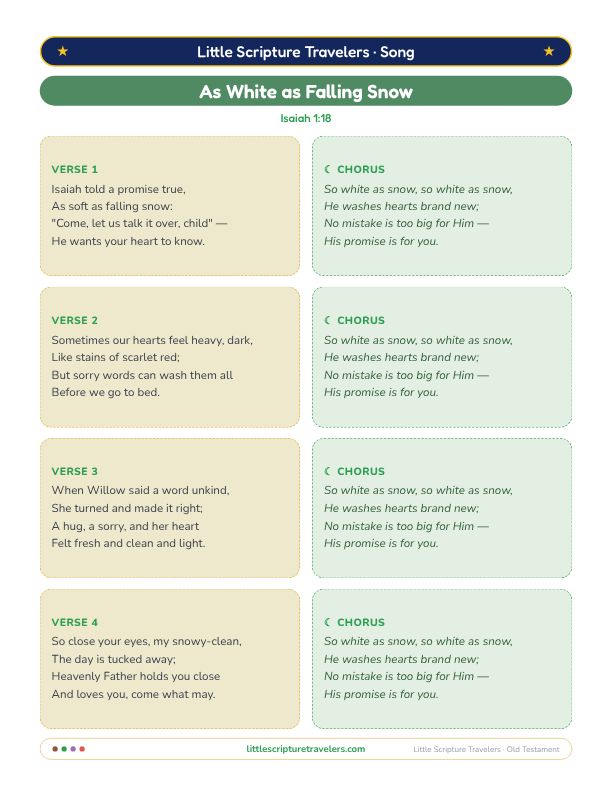 Little Scripture Travelers · Song
As White as Falling Snow
Isaiah 1:18
VERSE 1
Isaiah told a promise true,
As soft as falling snow:
"Come, let us talk it over, child" —
He wants your heart to know.
CHORUS
So white as snow, so white as snow,
He washes hearts brand new;
No mistake is too big for Him —
His promise is for you.
VERSE 2
Sometimes our hearts feel heavy, dark,
Like stains of scarlet red;
But sorry words can wash them all
Before we go to bed.
CHORUS
So white as snow, so white as snow,
He washes hearts brand new;
No mistake is too big for Him —
His promise is for you.
VERSE 3
When Willow said a word unkind,
She turned and made it right;
A hug, a sorry, and her heart
Felt fresh and clean and light.
CHORUS
So white as snow, so white as snow,
He washes hearts brand new;
No mistake is too big for Him —
His promise is for you.
VERSE 4
So close your eyes, my snowy-clean,
The day is tucked away;
Heavenly Father holds you close
And loves you, come what may.
CHORUS
So white as snow, so white as snow,
He washes hearts brand new;
No mistake is too big for Him —
His promise is for you.
littlescripturetravelers.com
Little Scripture Travelers · Old Testament